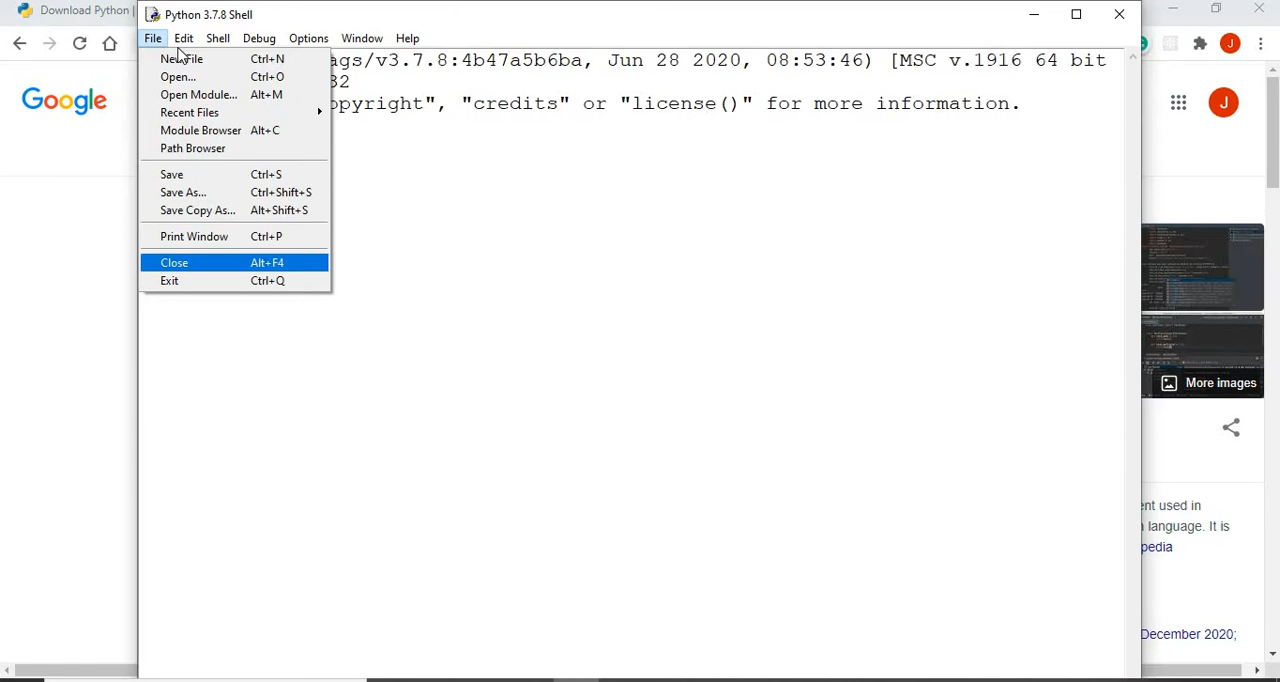 Download Python
Python 3.7.8 Shell
File Edit Shell Debug Options Window Help
New File Ctrl+N
Open... Ctrl+O
Open Module... Alt+M
Recent Files
Module Browser Alt+C
Path Browser
Save Ctrl+S
Save As... Ctrl+Shift+S
Save Copy As... Alt+Shift+S
Print Window Ctrl+P
Close Alt+F4
Exit Ctrl+Q
ags/v3.7.8:4b47a5b6ba, Jun 28 2020, 08:53:46) [MSC v.1916 64 bit
32
opyright", "credits" or "license()" for more information.
Google
J
J
More images
ent used in
language. It is
pedia
December 2020;